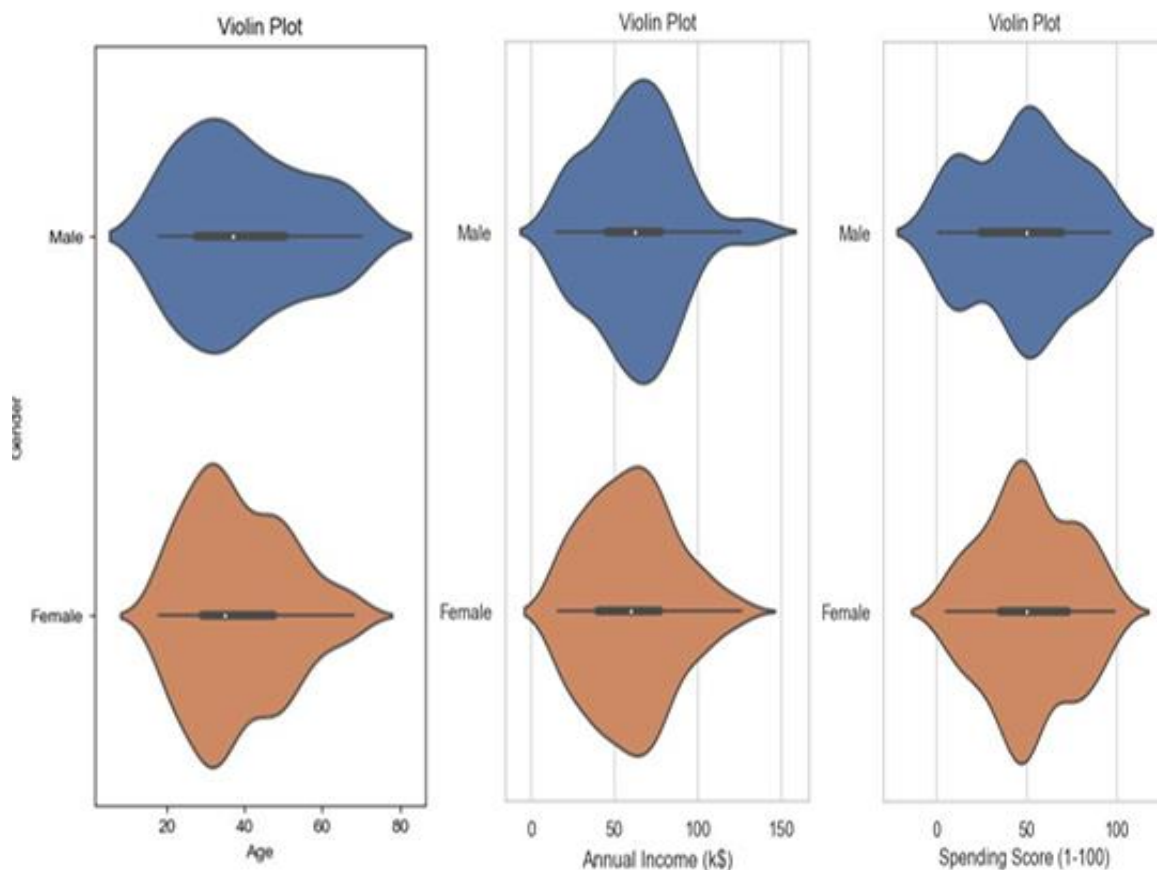 Violin Plot
Male
Gender
Female
20 40 60 80
Age
Violin Plot
Male
Female
0 50 100 150
Annual Income (k$)
Violin Plot
Male
Female
0 50 100
Spending Score (1-100)